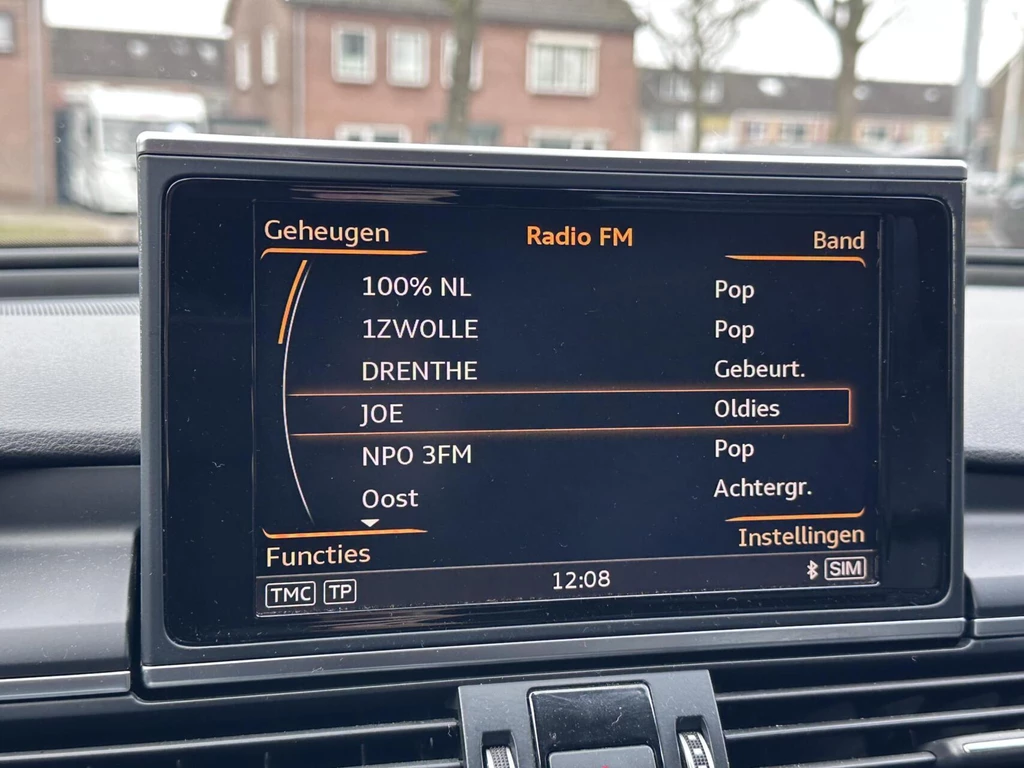 Geheugen Radio FM Band
100% NL Pop
1ZWOLLE Pop
DRENTHE Gebeurt.
JOE Oldies
NPO 3FM Pop
Oost Achtergr.
Functies Instellingen
TMC TP 12:08 SIM